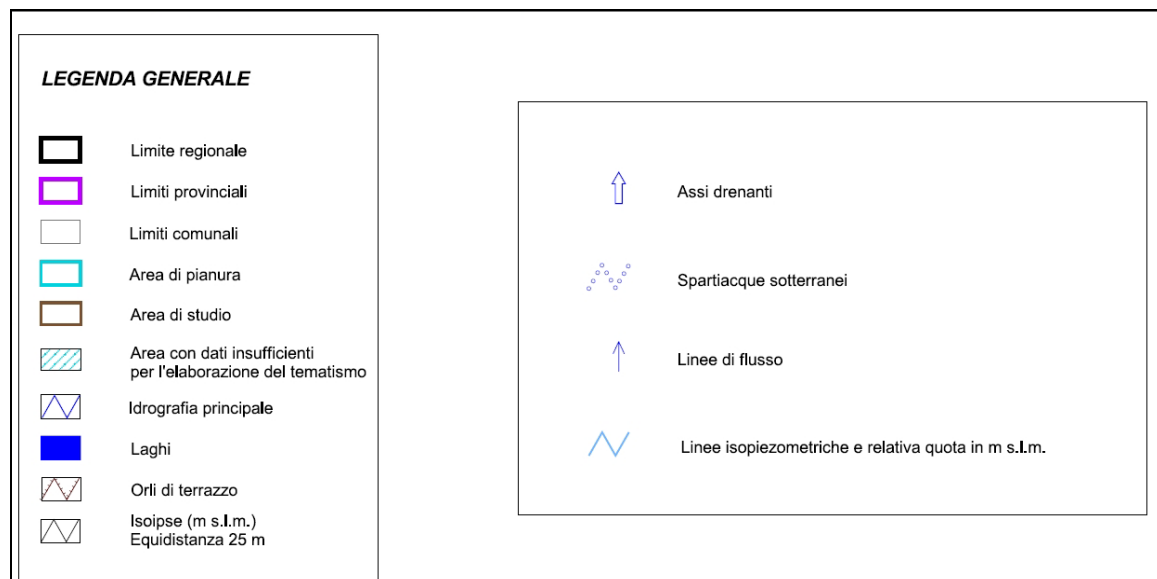 LEGENDA GENERALE
Limite regionale
Limiti provinciali
Limiti comunali
Area di pianura
Area di studio
Area con dati insufficienti
per l'elaborazione del tematismo
Idrografia principale
Laghi
Orli di terrazzo
Isoipse (m s.l.m.)
Equidistanza 25 m
Assi drenanti
Spartiacque sotterranei
Linee di flusso
Linee isopiezometriche e relativa quota in m s.l.m.